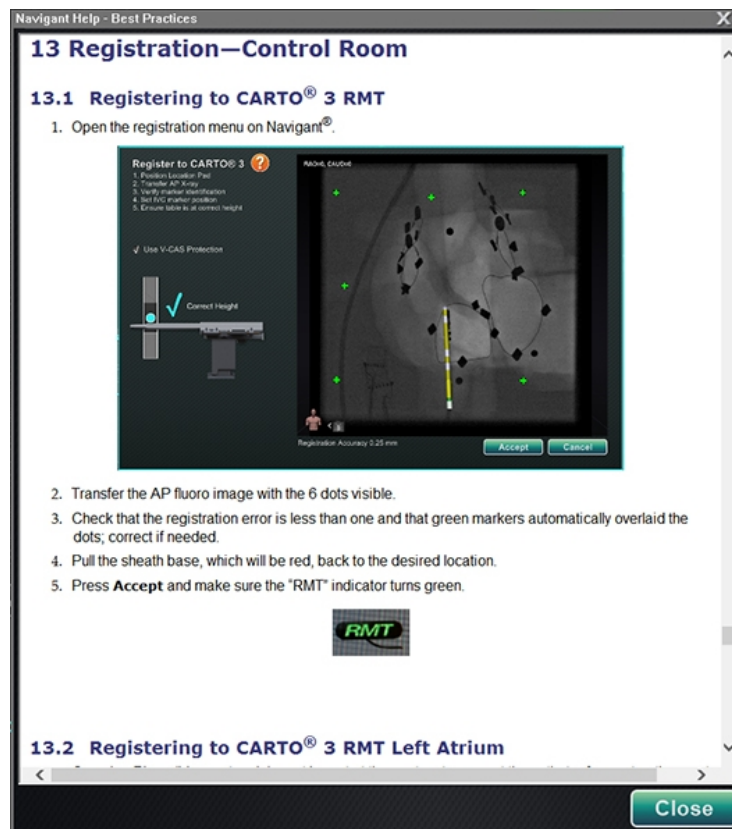 Navigant Help - Best Practices
X
13 Registration—Control Room
13.1 Registering to CARTO® 3 RMT
1. Open the registration menu on Navigant®.
Register to CARTO® 3 ?
1. Position Location Pad
2. Transfer AP X-ray
3. Verify marker identification
4. Set IVC marker position
5. Ensure table is at correct height
√ Use V-CAS Protection
Correct Height
RAO+0, CAU+0
Registration Accuracy 0.25 mm
Accept
Cancel
2. Transfer the AP fluoro image with the 6 dots visible.
3. Check that the registration error is less than one and that green markers automatically overlaid the
dots; correct if needed.
4. Pull the sheath base, which will be red, back to the desired location.
5. Press Accept and make sure the "RMT" indicator turns green.
RMT
13.2 Registering to CARTO® 3 RMT Left Atrium
Close